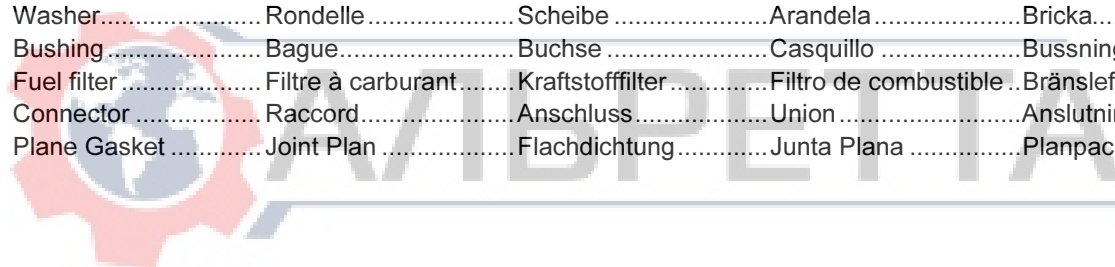 Washer......................Rondelle......................Scheibe......................Arandela......................Bricka...
Bushing......................Bague......................Buchse......................Casquillo......................
Fuel filter......................Filtre à carburant........Kraftstofffilter..............Filtro de combustible..
Connector......................Raccord......................Anschluss......................Union......................
Plane Gasket..............Joint Plan......................Flachdichtung..............Junta Plana......................
АЛЬРЕТТА